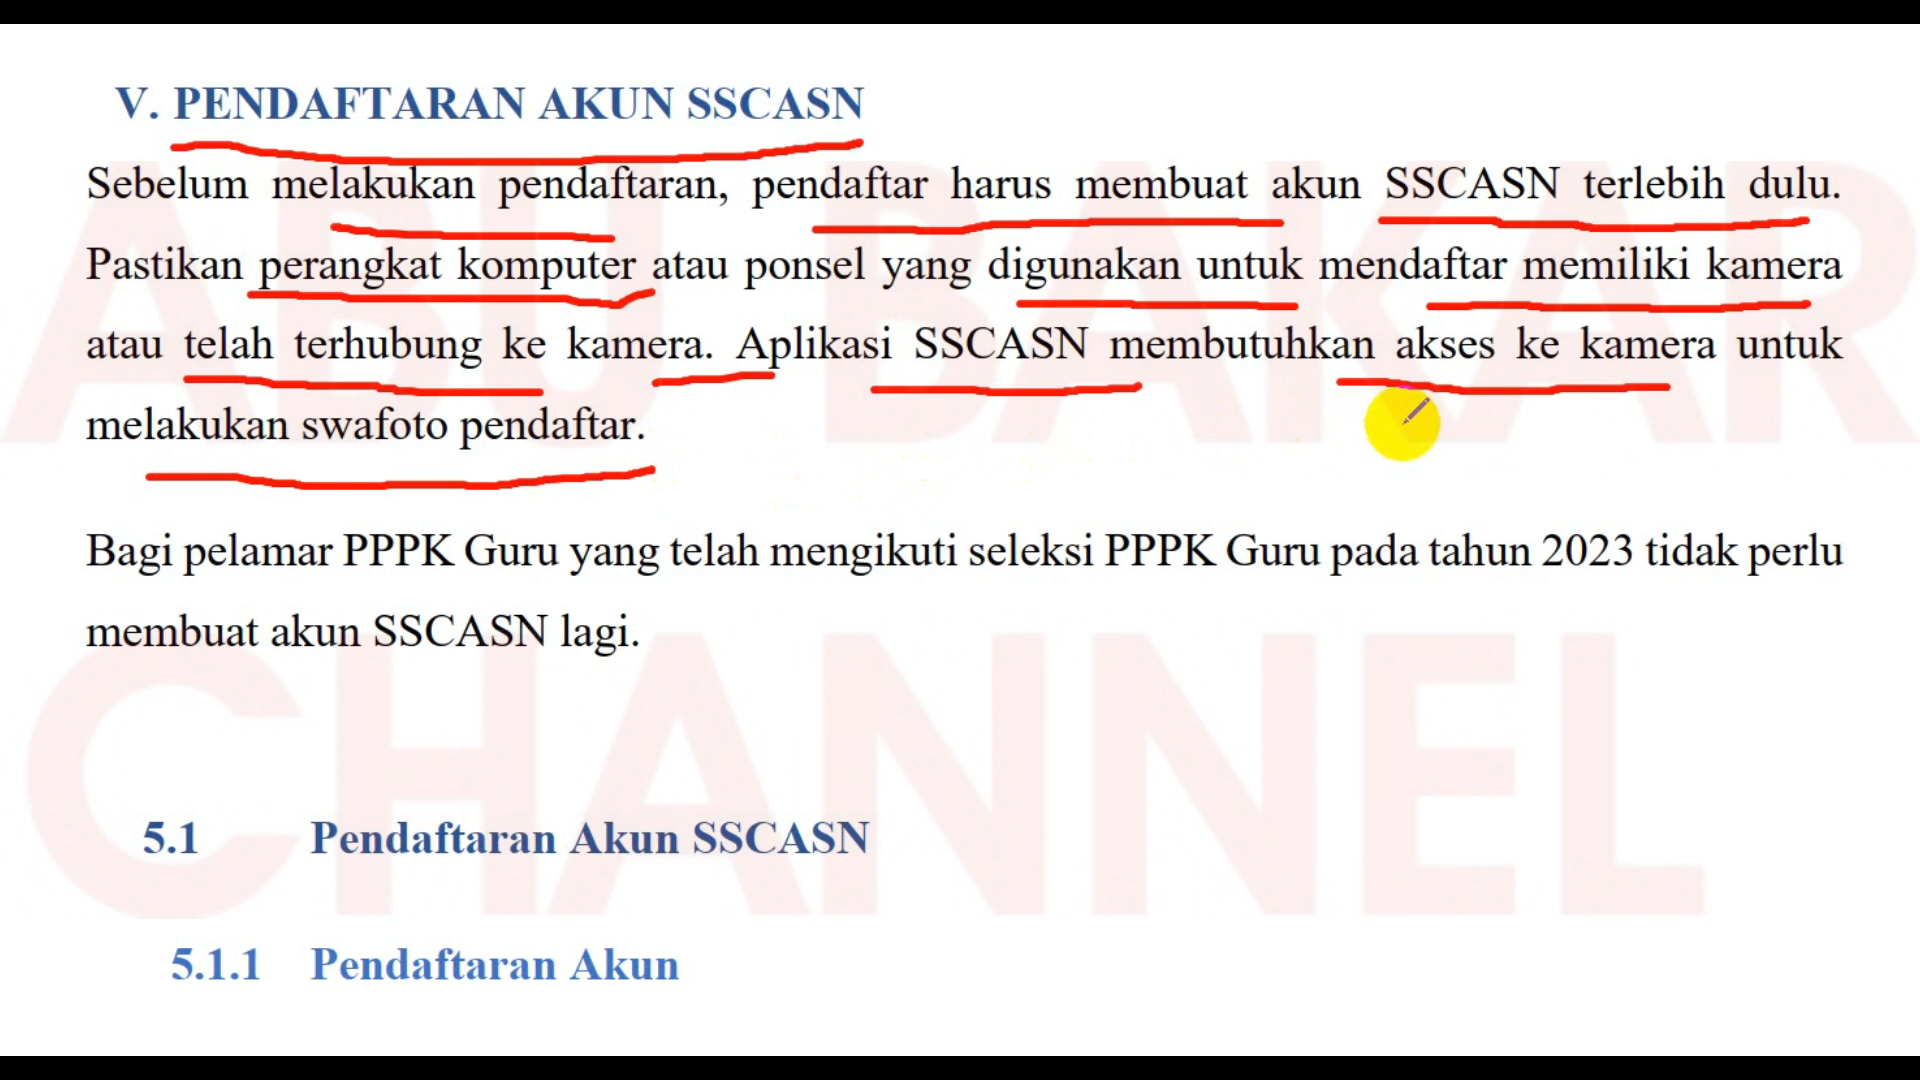 V. PENDAFTARAN AKUN SSCASN
Sebelum melakukan pendaftaran, pendaftar harus membuat akun SSCASN terlebih dulu.
Pastikan perangkat komputer atau ponsel yang digunakan untuk mendaftar memiliki kamera
atau telah terhubung ke kamera. Aplikasi SSCASN membutuhkan akses ke kamera untuk
melakukan swafoto pendaftar.
Bagi pelamar PPPK Guru yang telah mengikuti seleksi PPPK Guru pada tahun 2023 tidak perlu
membuat akun SSCASN lagi.
5.1 Pendaftaran Akun SSCASN
5.1.1 Pendaftaran Akun
ABU BAKAR
CHANNEL